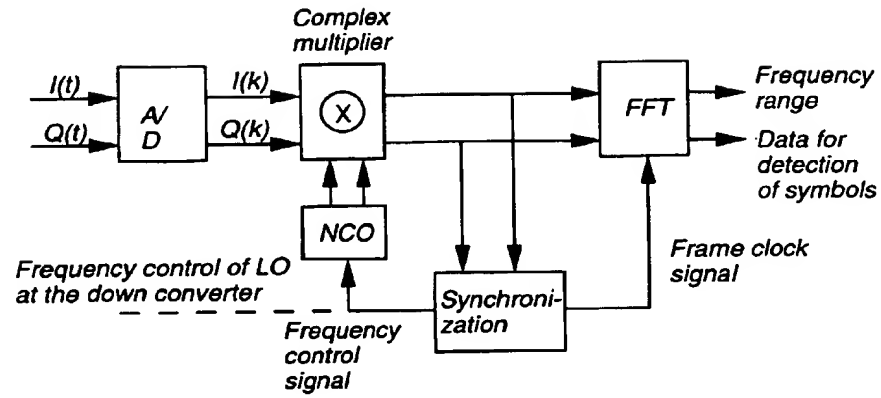 Complex
multiplier
I(t)
I(k)
A/
D
X
Q(t)
Q(k)
FFT
Frequency
range
Data for
detection
of symbols
NCO
Frequency control of LO
at the down converter
Frame clock
signal
Synchroni-
zation
Frequency
control
signal